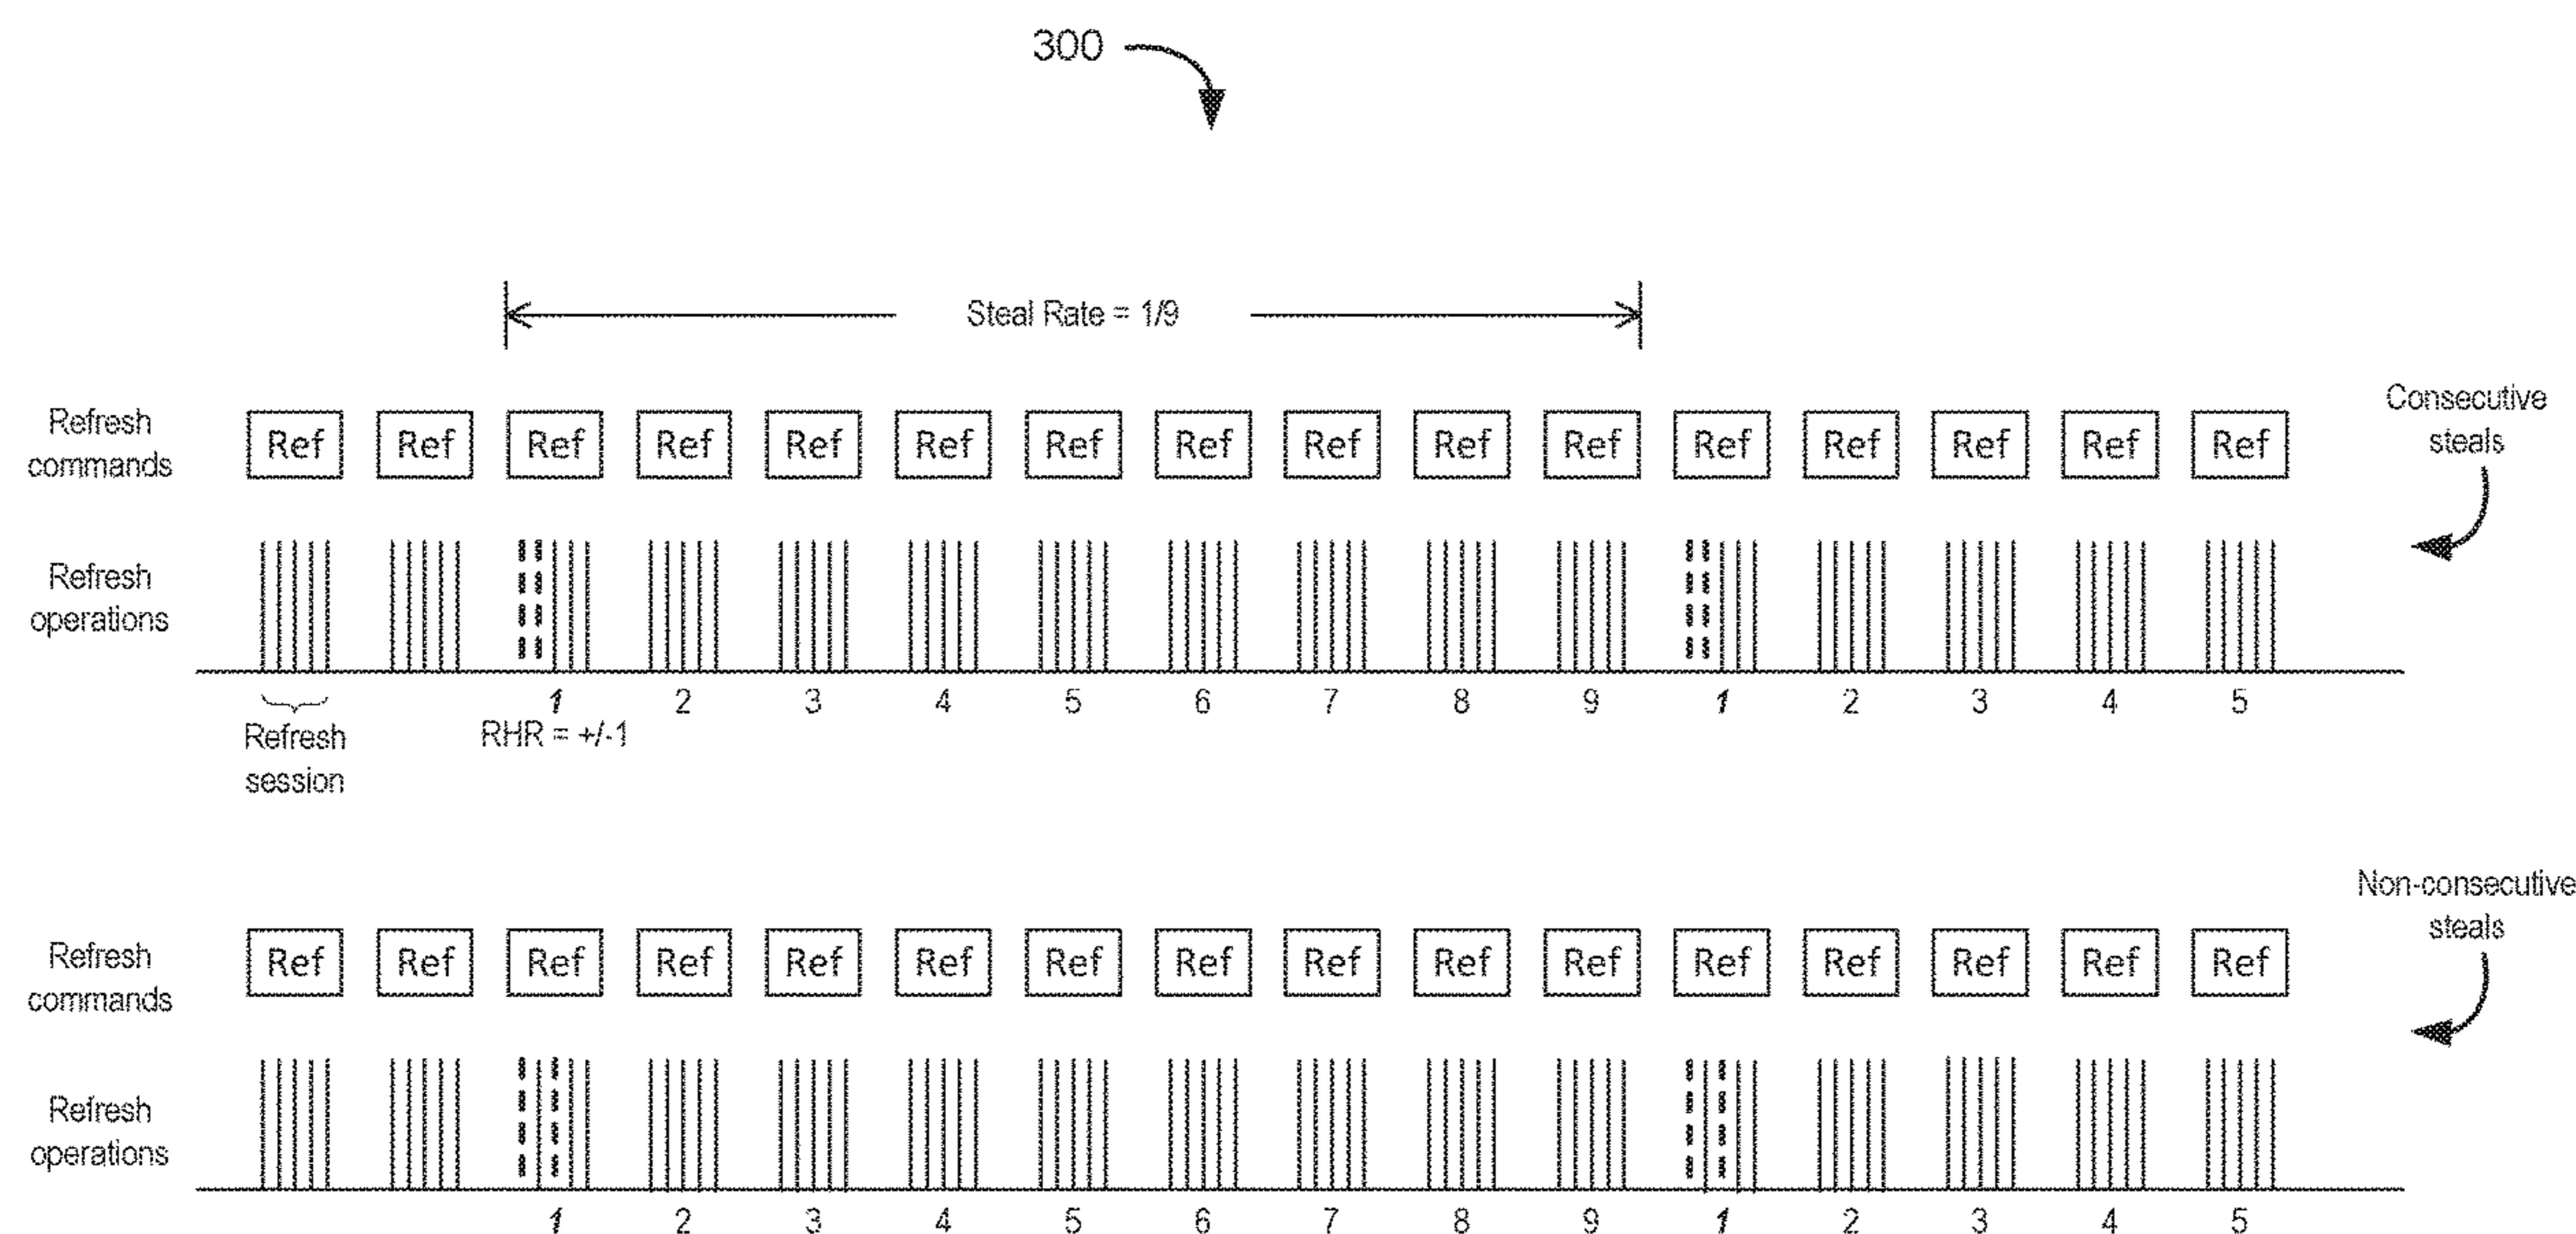 300
Steal Rate = 1/9
Consecutive
steals
Refresh
commands
Ref Ref Ref Ref Ref Ref Ref Ref Ref Ref Ref Ref Ref Ref Ref Ref
Refresh
operations
1 2 3 4 5 6 7 8 9 1 2 3 4 5
Refresh
session
RHR = +/-1
Non-consecutive
steals
Refresh
commands
Ref Ref Ref Ref Ref Ref Ref Ref Ref Ref Ref Ref Ref Ref Ref Ref
Refresh
operations
1 2 3 4 5 6 7 8 9 1 2 3 4 5